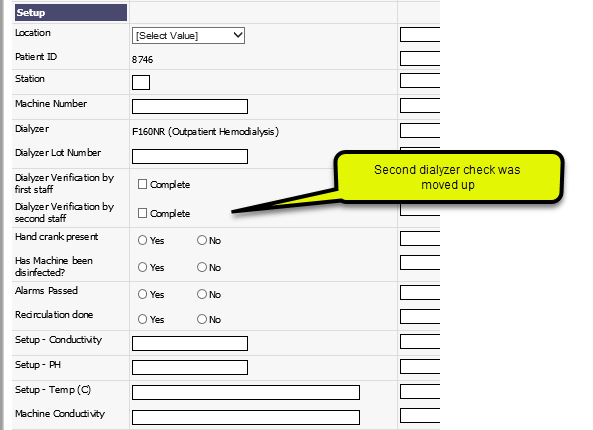 Setup
Location [Select Value]
Patient ID 8746
Station
Machine Number
Dialyzer F160NR (Outpatient Hemodialysis)
Dialyzer Lot Number
Dialyzer Verification by
first staff
Complete
Dialyzer Verification by
second staff
Complete
Second dialyzer check was
moved up
Hand crank present Yes No
Has Machine been
disinfected?
Yes No
Alarms Passed Yes No
Recirculation done Yes No
Setup - Conductivity
Setup - PH
Setup - Temp (C)
Machine Conductivity